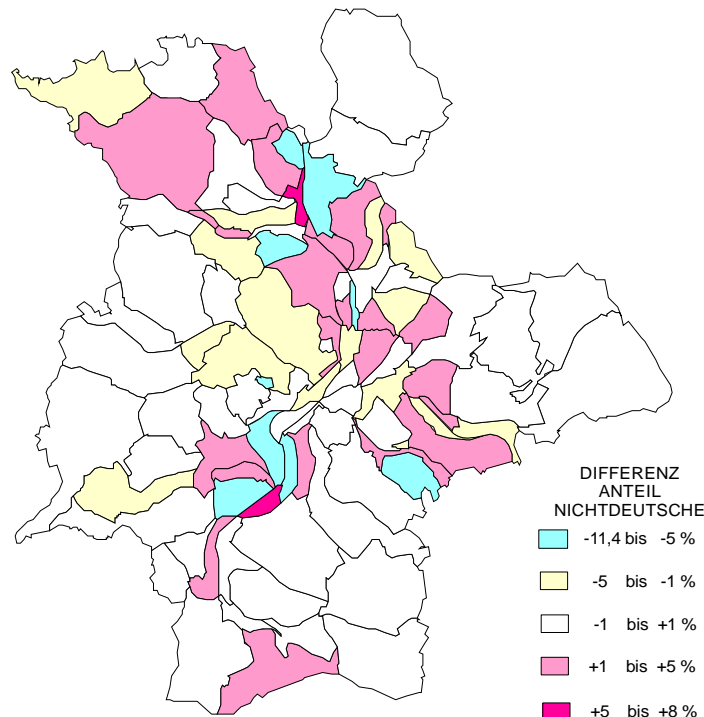 DIFFERENZ
ANTEIL
NICHTDEUTSCHE
-11,4 bis -5 %
-5 bis -1 %
-1 bis +1 %
+1 bis +5 %
+5 bis +8 %